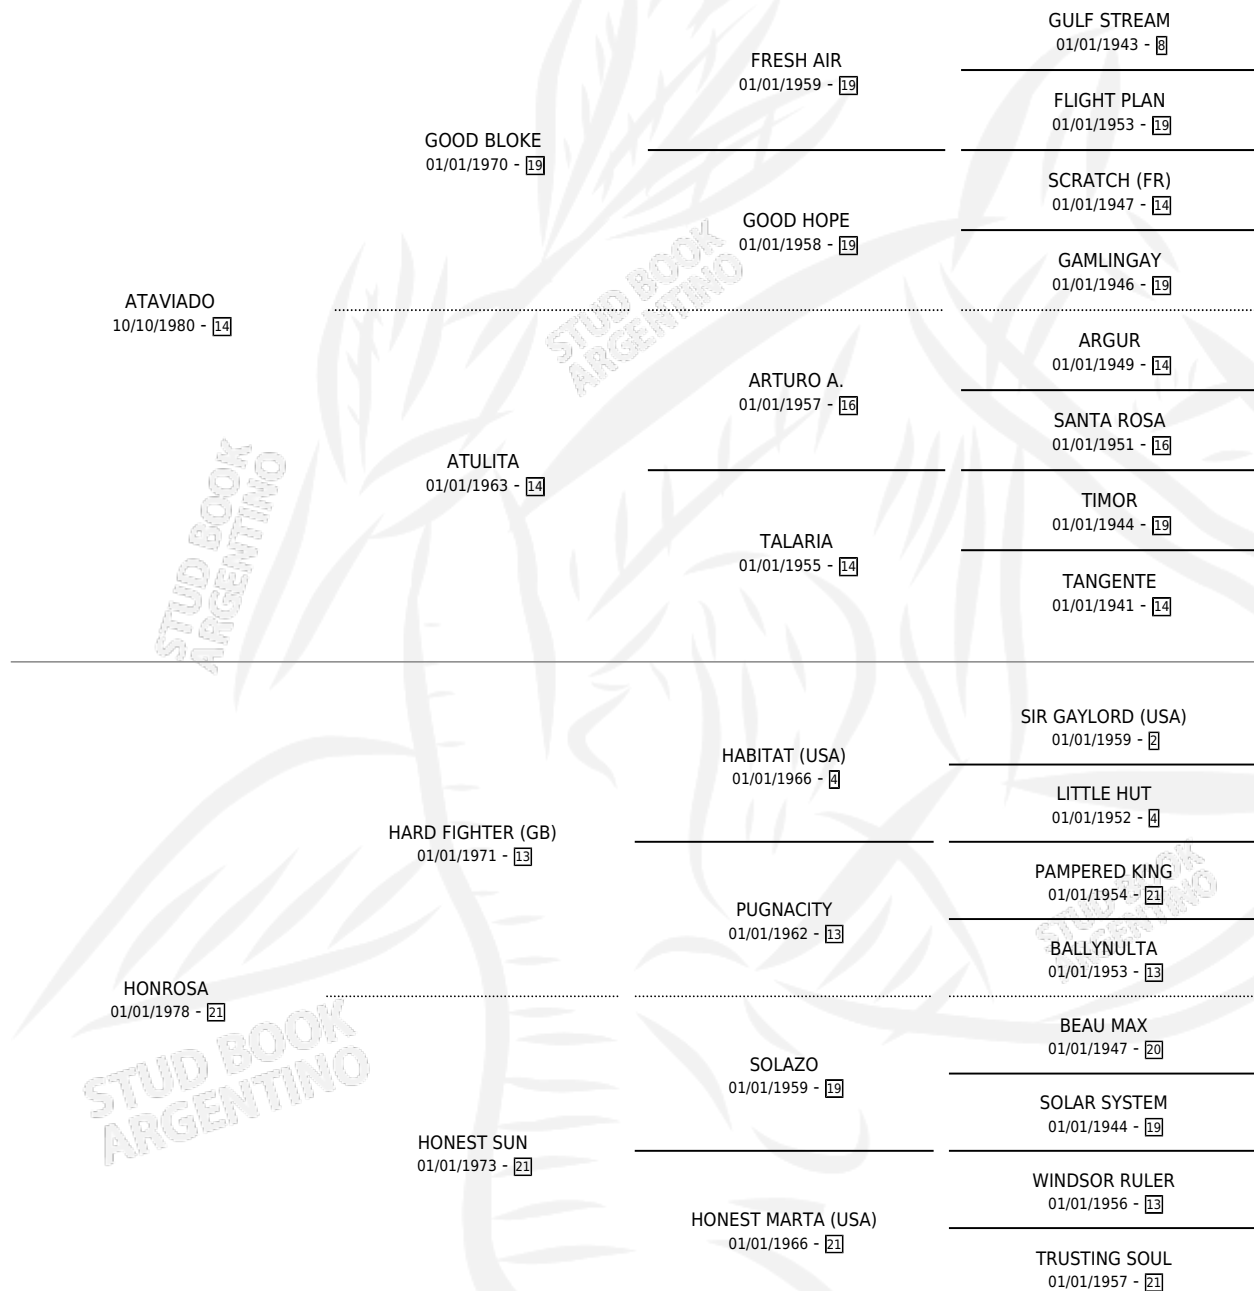 GULF STREAM
01/01/1943 - 8
FRESH AIR
01/01/1959 - 19
FLIGHT PLAN
01/01/1953 - 19
GOOD BLOKE
01/01/1970 - 19
SCRATCH (FR)
01/01/1947 - 14
GOOD HOPE
01/01/1958 - 19
GAMLINGAY
01/01/1946 - 19
ATAVIADO
10/10/1980 - 14
ARGUR
01/01/1949 - 14
ARTURO A.
01/01/1957 - 16
SANTA ROSA
01/01/1951 - 16
ATULITA
01/01/1963 - 14
TIMOR
01/01/1944 - 19
TALARIA
01/01/1955 - 14
TANGENTE
01/01/1941 - 14
SIR GAYLORD (USA)
01/01/1959 - 2
HABITAT (USA)
01/01/1966 - 4
LITTLE HUT
01/01/1952 - 4
HARD FIGHTER (GB)
01/01/1971 - 13
PAMPERED KING
01/01/1954 - 21
PUGNACITY
01/01/1962 - 13
BALLYNULTA
01/01/1953 - 13
HONROSA
01/01/1978 - 21
BEAU MAX
01/01/1947 - 20
SOLAZO
01/01/1959 - 19
SOLAR SYSTEM
01/01/1944 - 19
HONEST SUN
01/01/1973 - 21
WINDSOR RULER
01/01/1956 - 13
HONEST MARTA (USA)
01/01/1966 - 21
TRUSTING SOUL
01/01/1957 - 21
STUD BOOK
ARGENTINO
STUD BOOK
ARGENTINO
STUD BOOK
ARGENTINO
STUD BOOK
ARGENTINO